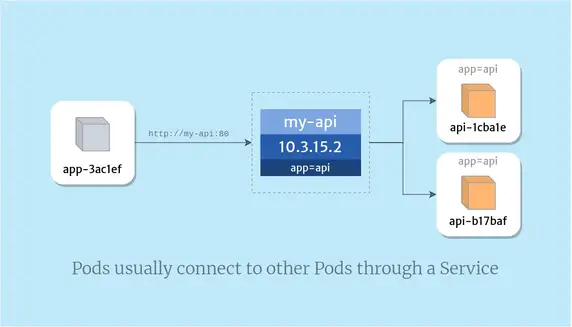 app-3ac1ef
http://my-api:80
my-api
10.3.15.2
app=api
app=api
api-1cba1e
app=api
api-b17baf
Pods usually connect to other Pods through a Service